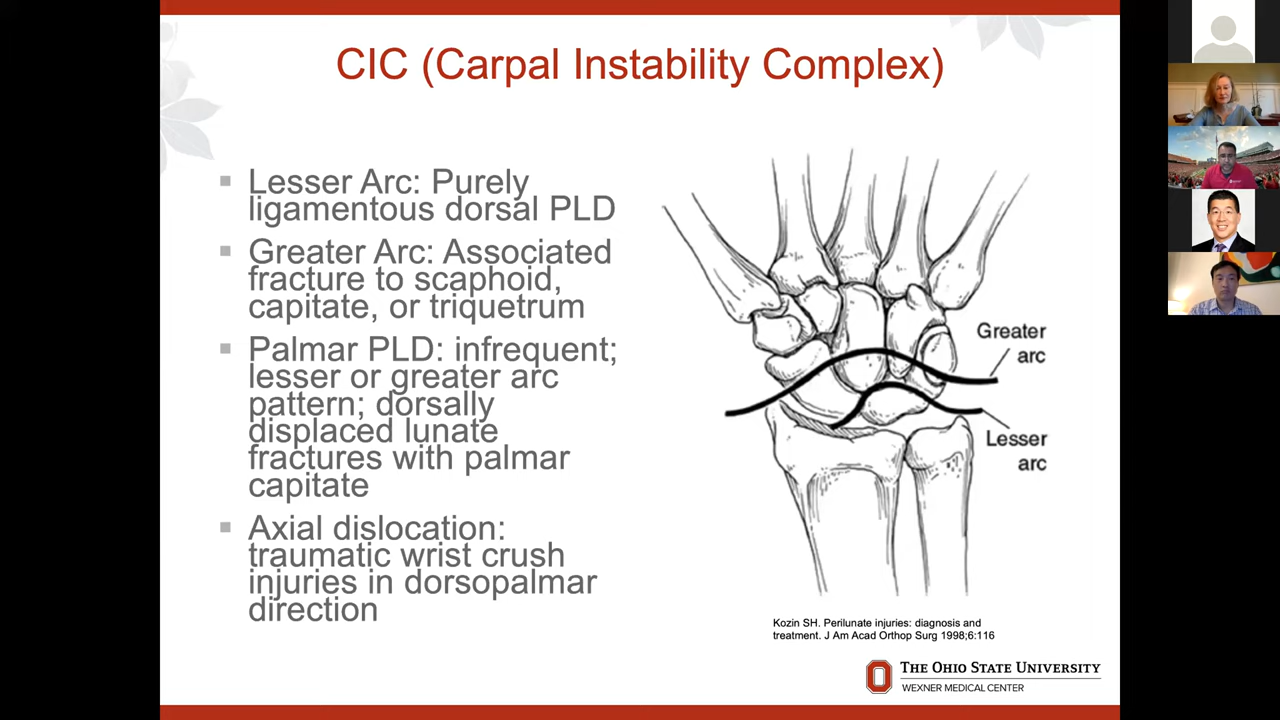 CIC (Carpal Instability Complex)
▪ Lesser Arc: Purely
ligamentous dorsal PLD
▪ Greater Arc: Associated
fracture to scaphoid,
capitate, or triquetrum
▪ Palmar PLD: infrequent;
lesser or greater arc
pattern; dorsally
displaced lunate
fractures with palmar
capitate
▪ Axial dislocation:
traumatic wrist crush
injuries in dorsopalmar
direction
Greater
arc
Lesser
arc
Kozin SH. Perilunate injuries: diagnosis and
treatment. J Am Acad Orthop Surg 1998;6:116
THE OHIO STATE UNIVERSITY
WEXNER MEDICAL CENTER